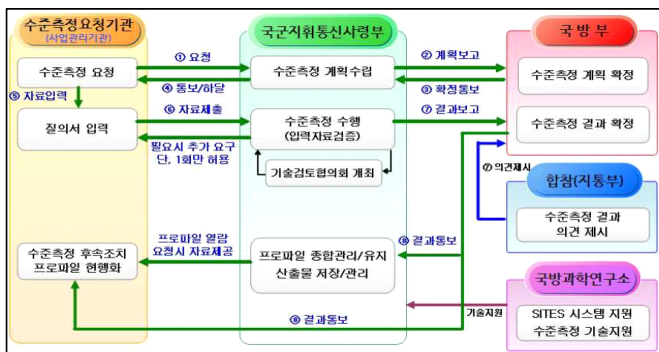 수준측정요청기관
(사업관리기관)
국군지휘통신사령부
국 방 부
① 요청
② 계획보고
수준측정 요청
수준측정 계획수립
수준측정 계획 확정
④ 통보/하달
③ 확정통보
⑤ 자료입력
⑥ 자료제출
⑦ 결과보고
질의서 입력
수준측정 수행
(입력자료검증)
수준측정 결과 확정
필요시 추가 요구
단, 1회만 허용
기술검토협의회 개최
⑦ 의견제시
합참(지통부)
수준측정 결과
의견 제시
프로파일 열람
요청시 자료제공
⑧ 결과통보
수준측정 후속조치
프로파일 현행화
프로파일 종합관리/유지
산출물 저장/관리
국방과학연구소
기술지원
SITES 시스템 지원
수준측정 기술지원
⑧ 결과통보